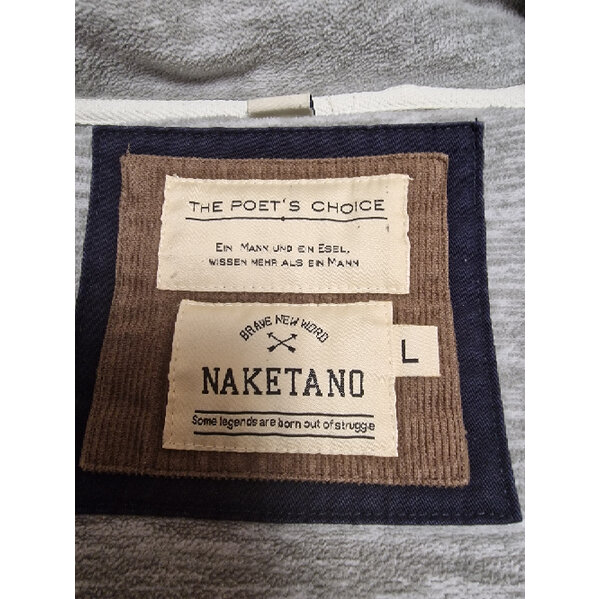 THE POET'S CHOICE
EIN MANN UND EIN ESEL,
WISSEN MEHR ALS EIN MANN
BRAVE NEW WORD
NAKETANO
L
Some legends are born out of struggle